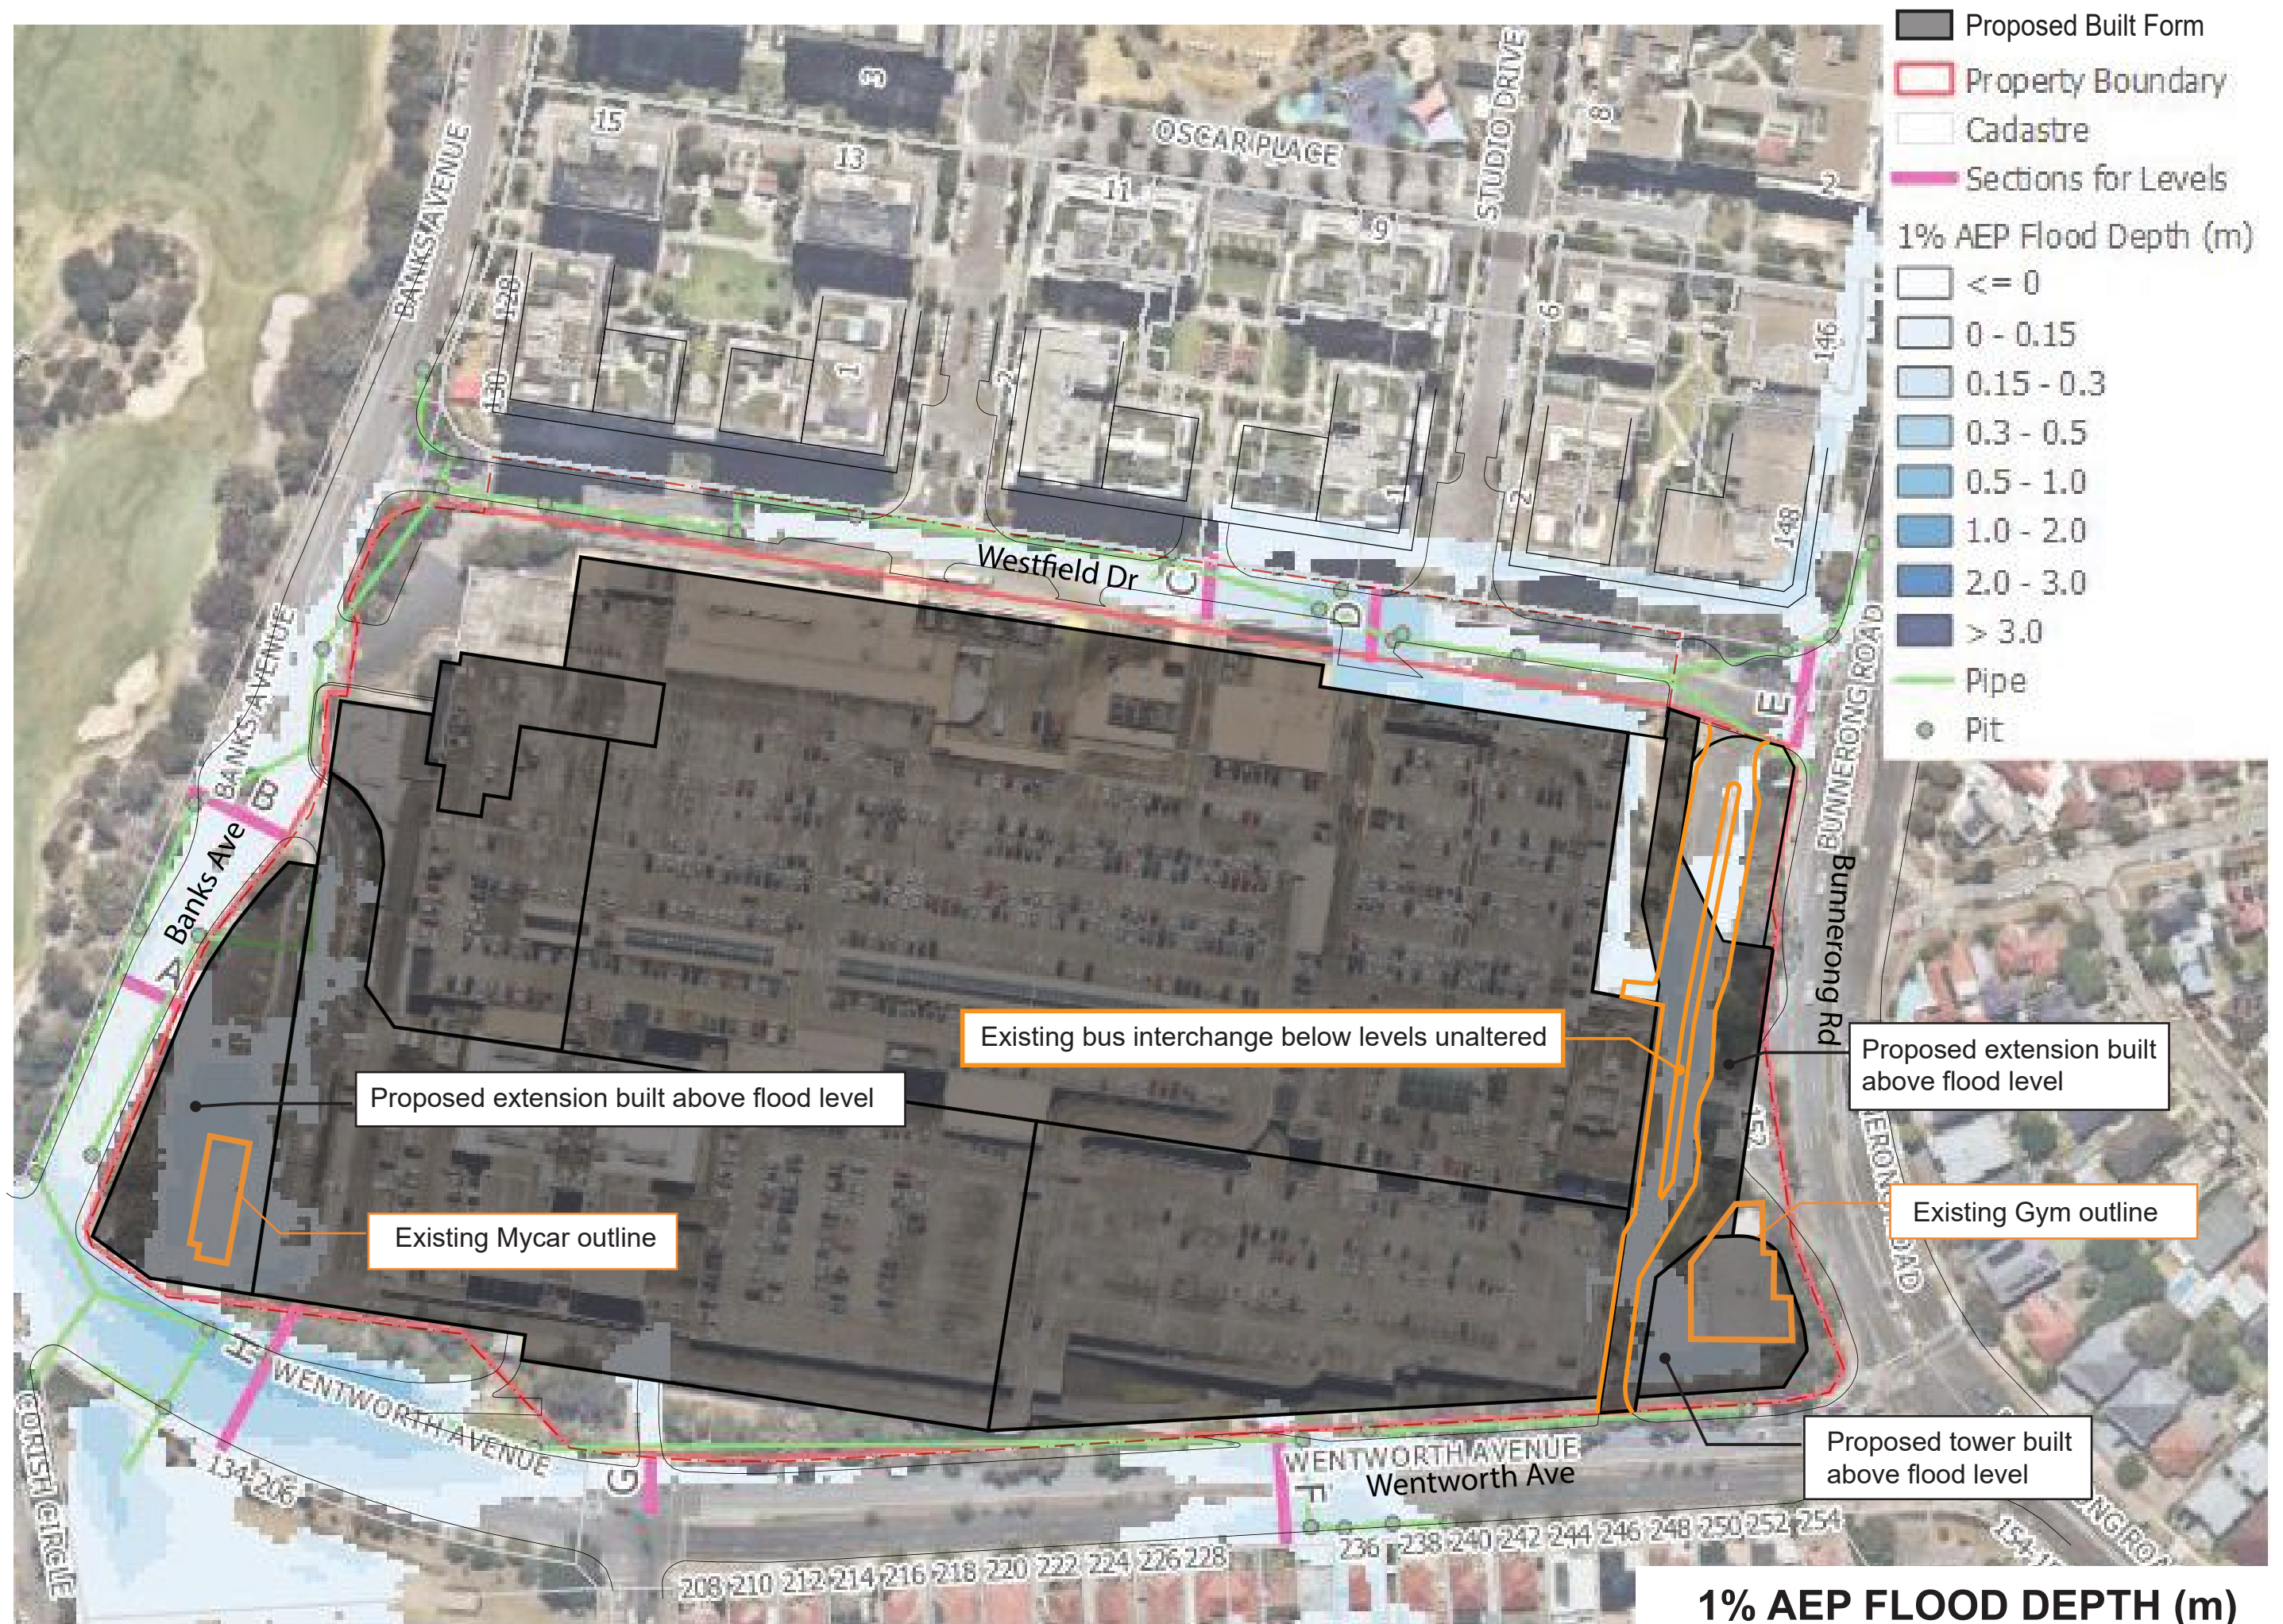 Proposed Built Form
Property Boundary
Cadastre
Sections for Levels
1% AEP Flood Depth (m)
<= 0
0 - 0.15
0.15 - 0.3
0.3 - 0.5
0.5 - 1.0
1.0 - 2.0
2.0 - 3.0
> 3.0
Pipe
Pit
3
15
13
OSCAR PLACE
STUDIO DRIVE
8
2
11
9
BANKS AVENUE
128
130
1
2
6
146
1
2
148
Westfield Dr
C
D
E
BUNNERONG ROAD
Bunnerong Rd
BANKS AVENUE
B
Banks Ave
A
Existing bus interchange below levels unaltered
Proposed extension built
above flood level
Proposed extension built above flood level
152
Existing Mycar outline
Existing Gym outline
H
WENTWORTH AVENUE
G
WENTWORTH AVENUE
Wentworth Ave
F
Proposed tower built
above flood level
CORISH CIRCLE
134-206
208 210 212 214 216 218 220 222 224 226 228
236 238 240 242 244 246 248 250 252 254
1% AEP FLOOD DEPTH (m)